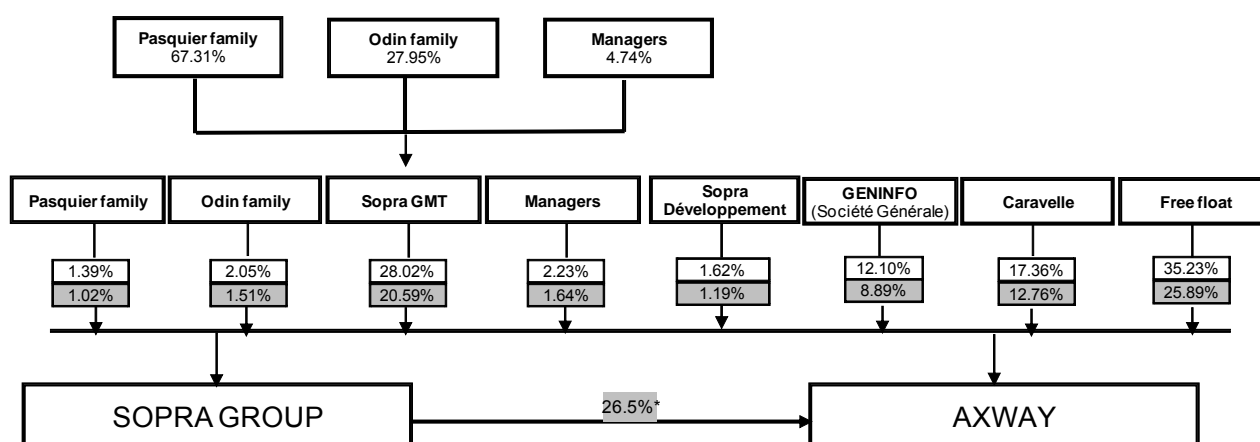 Pasquier family
67.31%
Odin family
27.95%
Managers
4.74%
Pasquier family
Odin family
Sopra GMT
Managers
Sopra
Développement
GENINFO
(Société Générale)
Caravelle
Free float
1.39%
1.02%
2.05%
1.51%
28.02%
20.59%
2.23%
1.64%
1.62%
1.19%
12.10%
8.89%
17.36%
12.76%
35.23%
25.89%
SOPRA GROUP
26.5%*
AXWAY